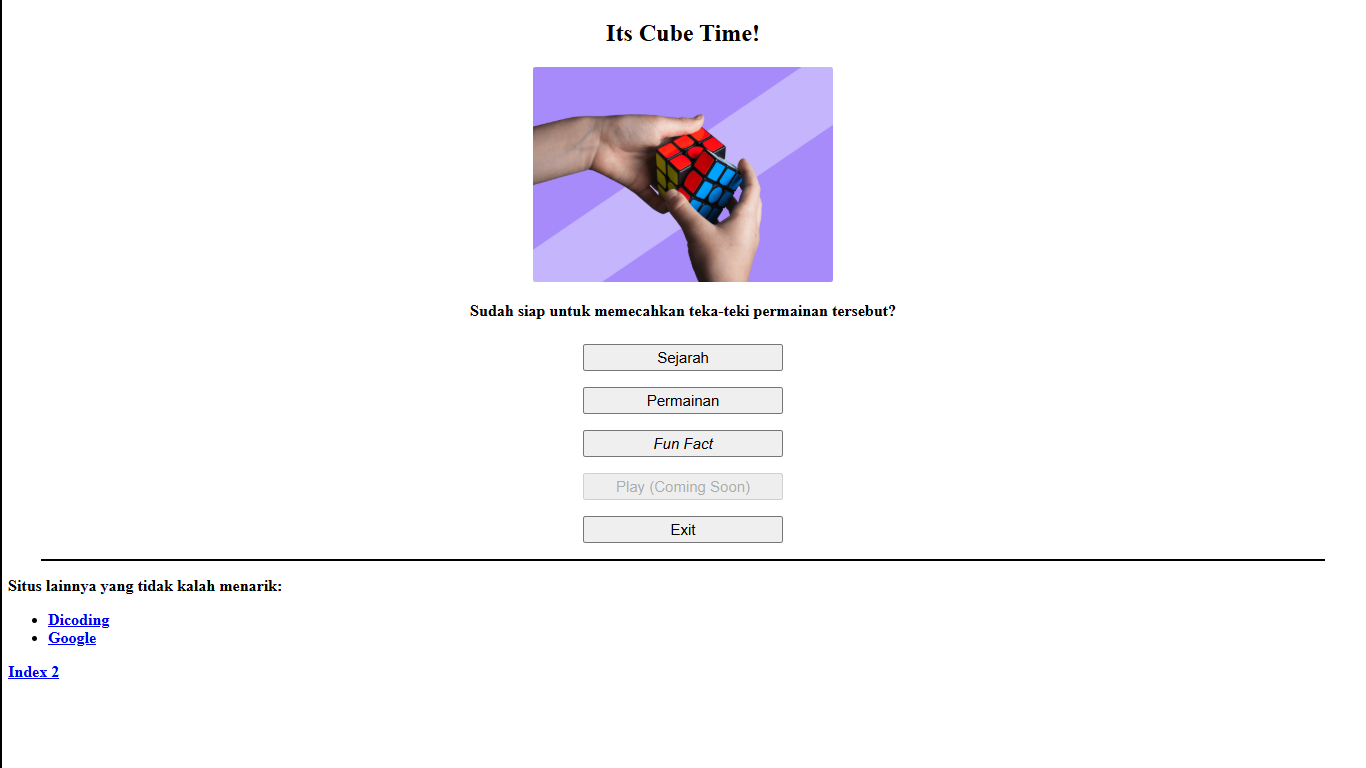 Its Cube Time!
Sudah siap untuk memecahkan teka-teki permainan tersebut?
Sejarah
Permainan
Fun Fact
Play (Coming Soon)
Exit
Situs lainnya yang tidak kalah menarik:
Dicoding
Google
Index 2